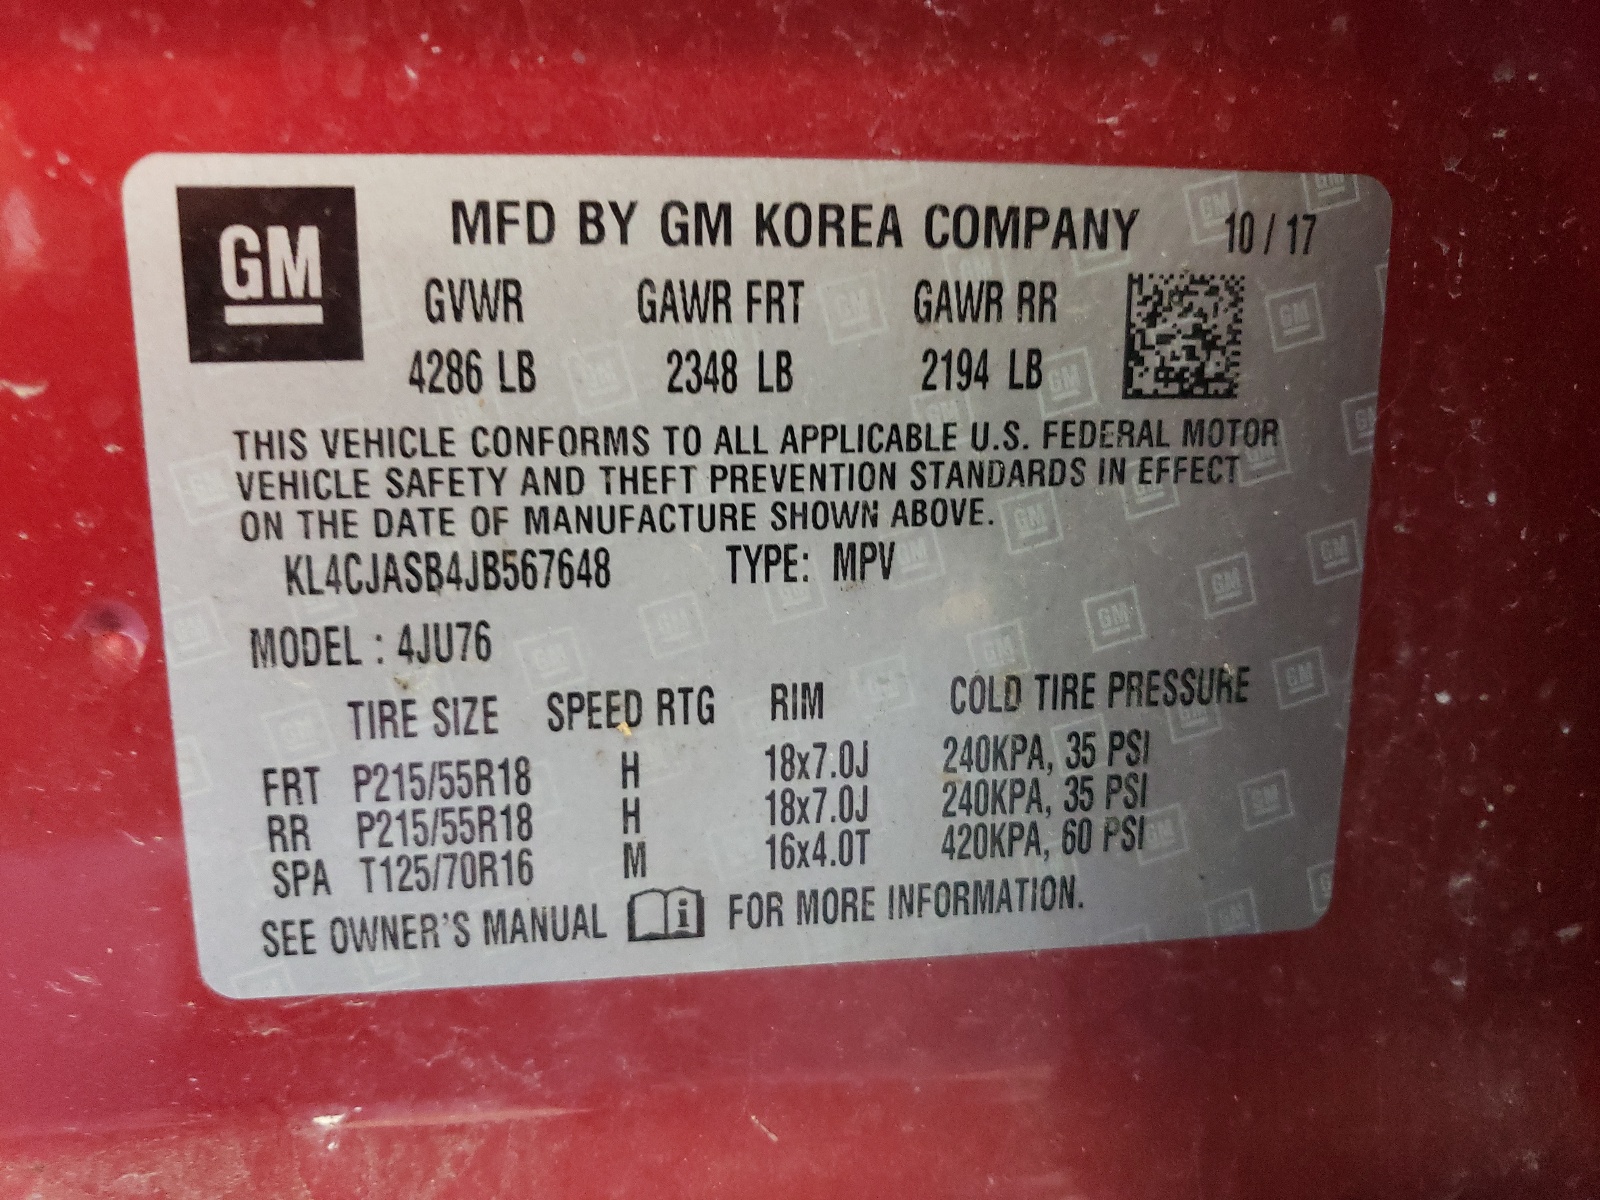 GM
MFD BY GM KOREA COMPANY 10 / 17
GVWR GAWR FRT GAWR RR
4286 LB 2348 LB 2194 LB
THIS VEHICLE CONFORMS TO ALL APPLICABLE U.S. FEDERAL MOTOR
VEHICLE SAFETY AND THEFT PREVENTION STANDARDS IN EFFECT
ON THE DATE OF MANUFACTURE SHOWN ABOVE.
KL4CJASB4JB567648 TYPE: MPV
MODEL : 4JU76
TIRE SIZE SPEED RTG RIM COLD TIRE PRESSURE
FRT P215/55R18 H 18x7.0J 240KPA, 35 PSI
RR P215/55R18 H 18x7.0J 240KPA, 35 PSI
SPA T125/70R16 M 16x4.0T 420KPA, 60 PSI
SEE OWNER'S MANUAL i FOR MORE INFORMATION.